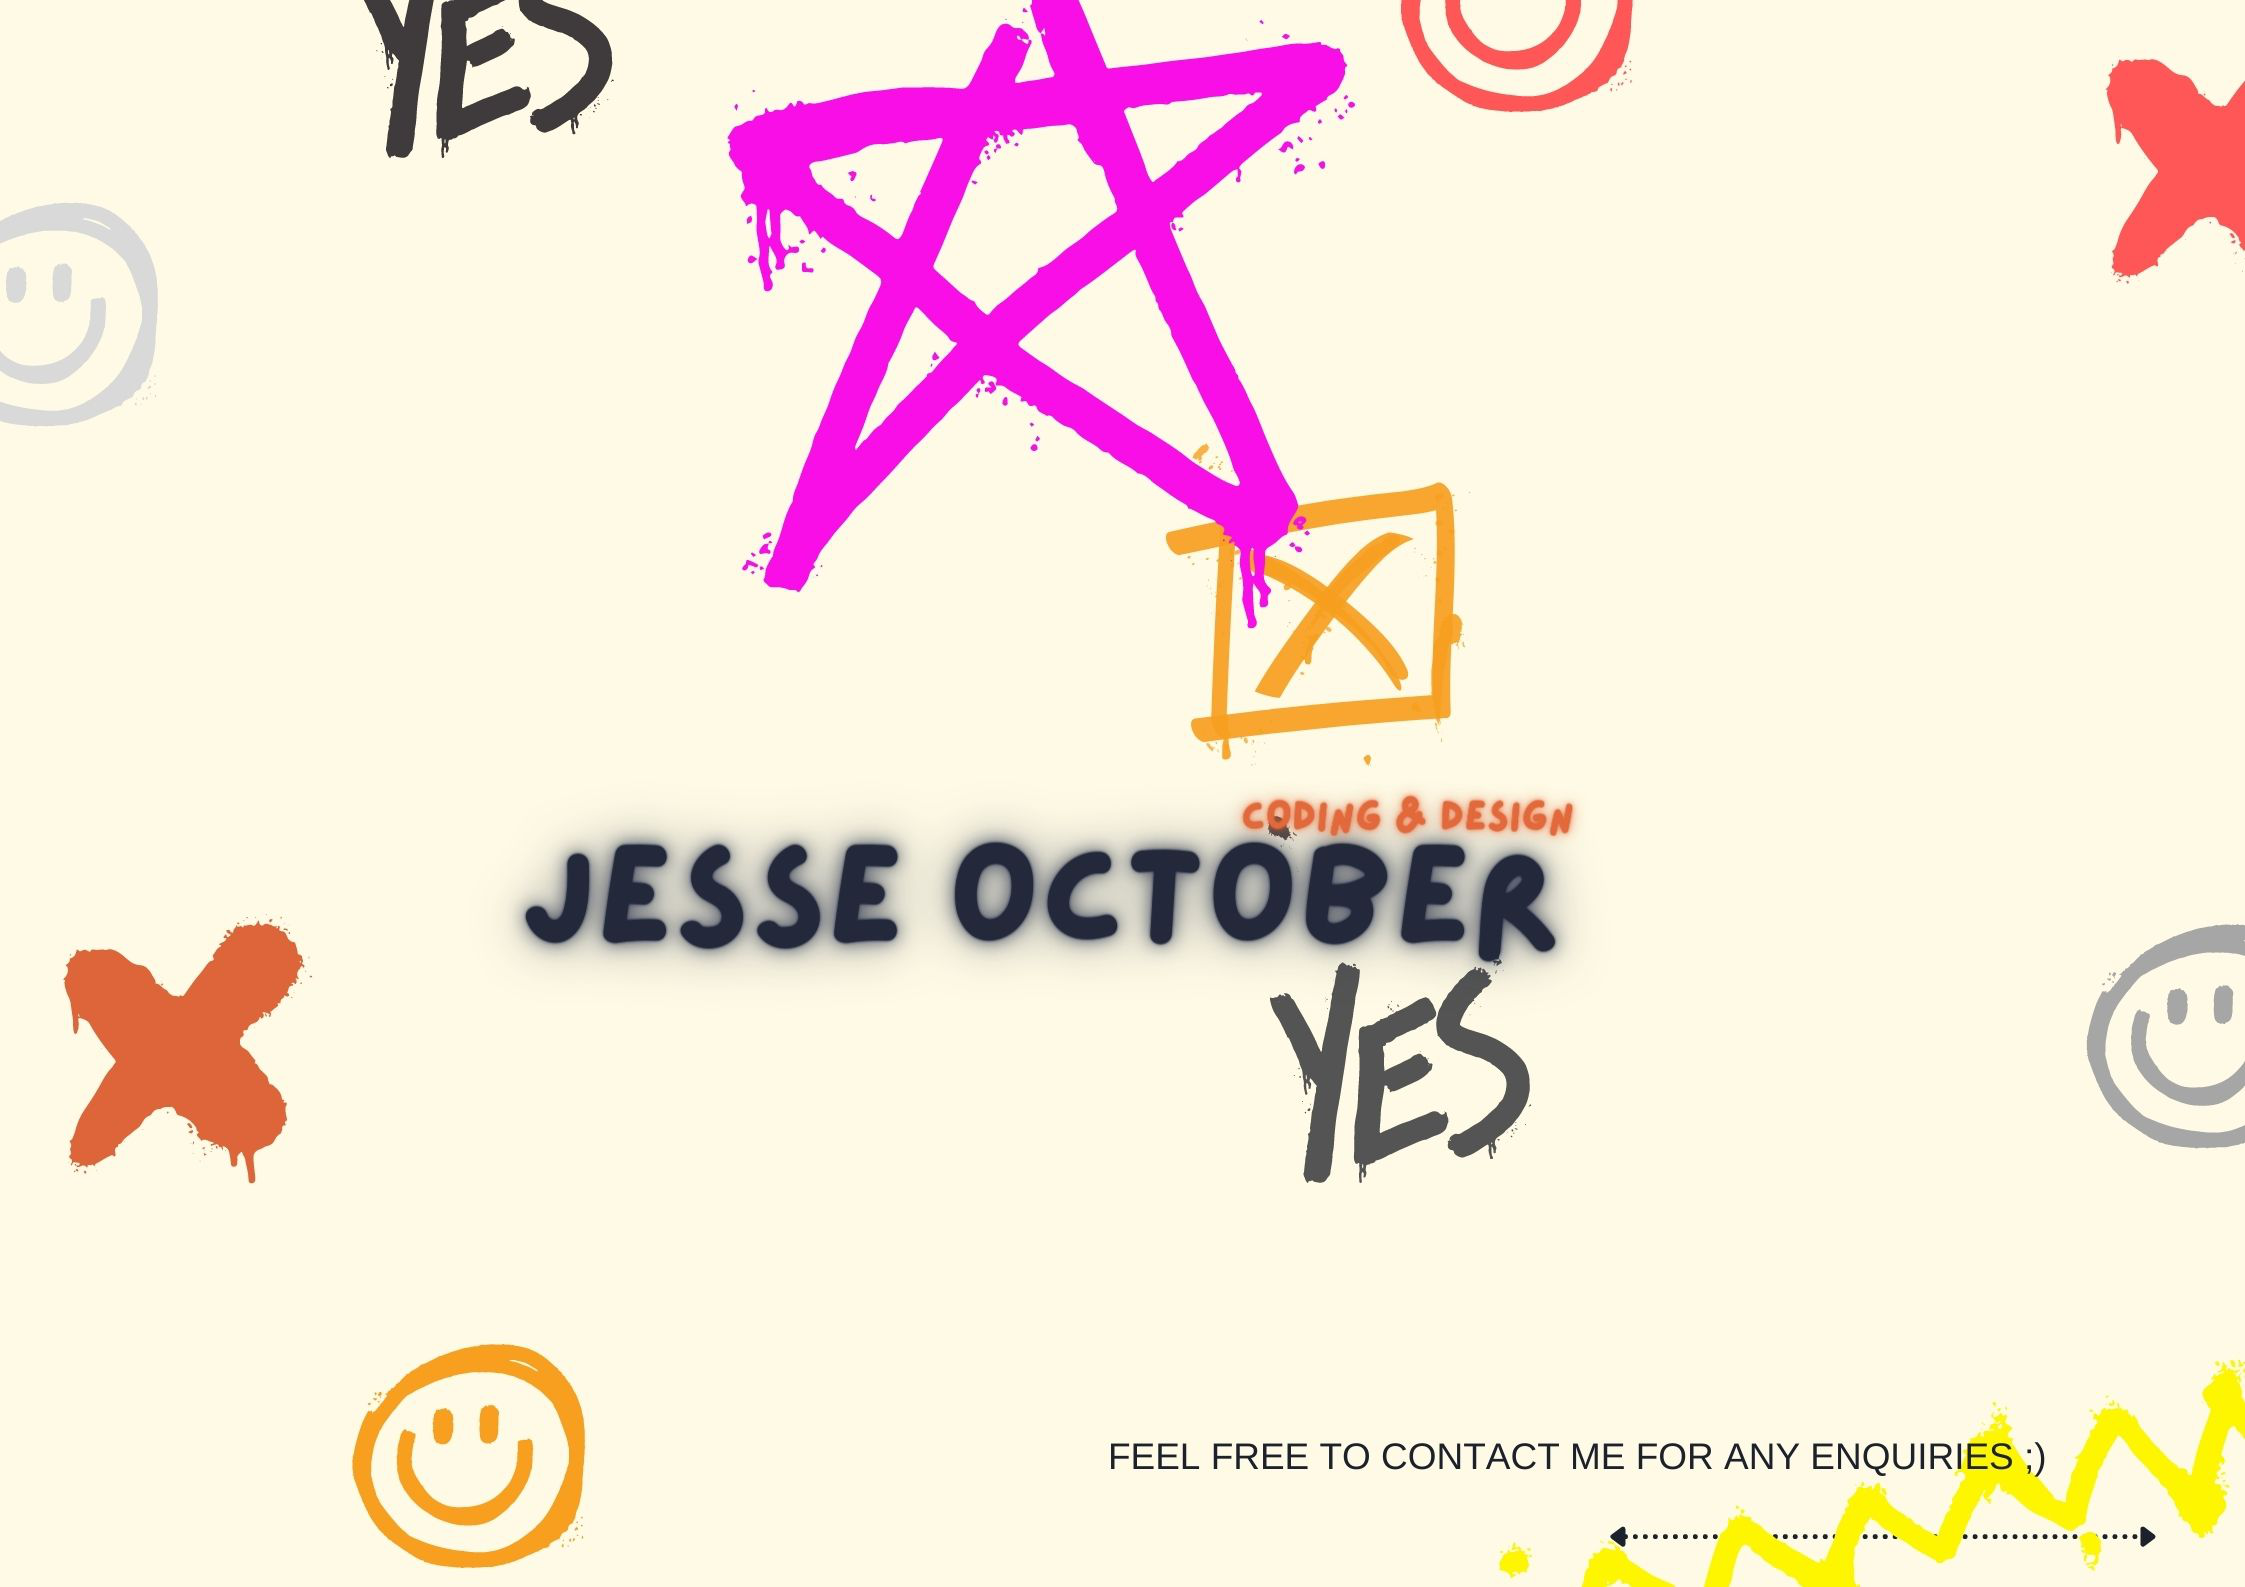 YES
CODING & DESIGN
JESSE OCTOBER
YES
FEEL FREE TO CONTACT ME FOR ANY ENQUIRIES ;)